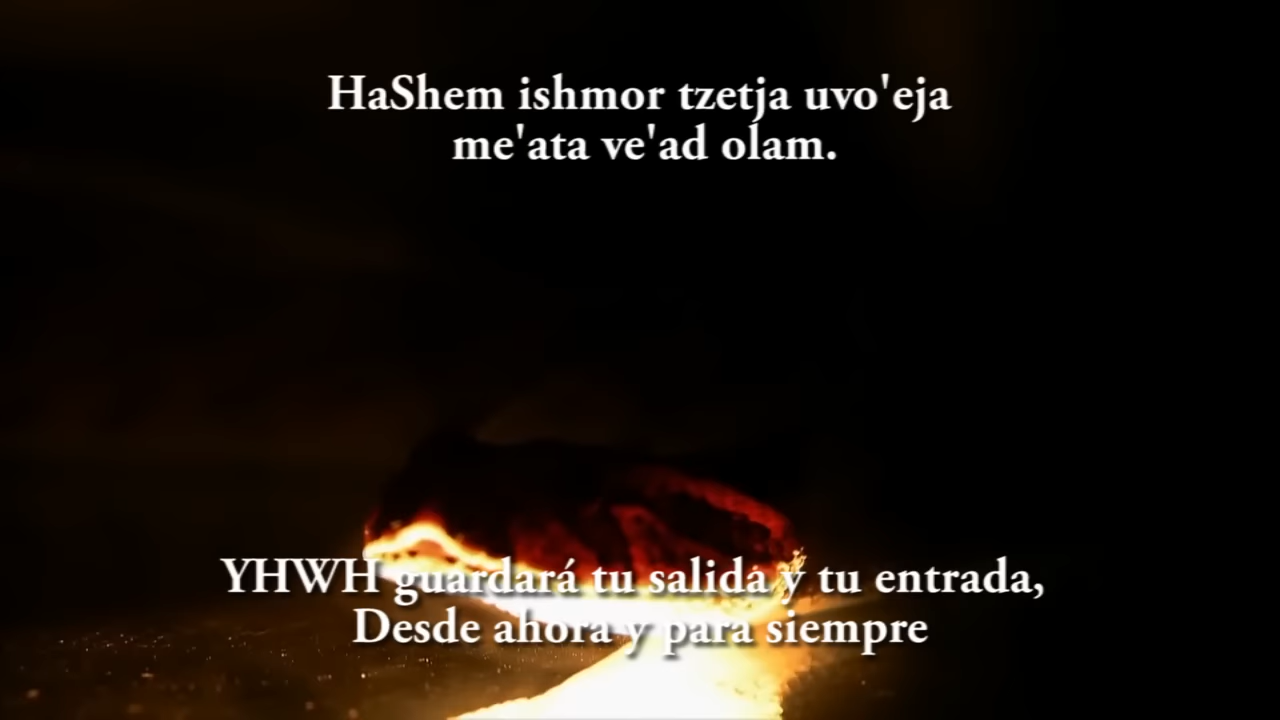 HaShem ishmor tzetja uvo'eja
me'ata ve'ad olam.
YHWH guardará tu salida y tu entrada,
Desde ahora y para siempre